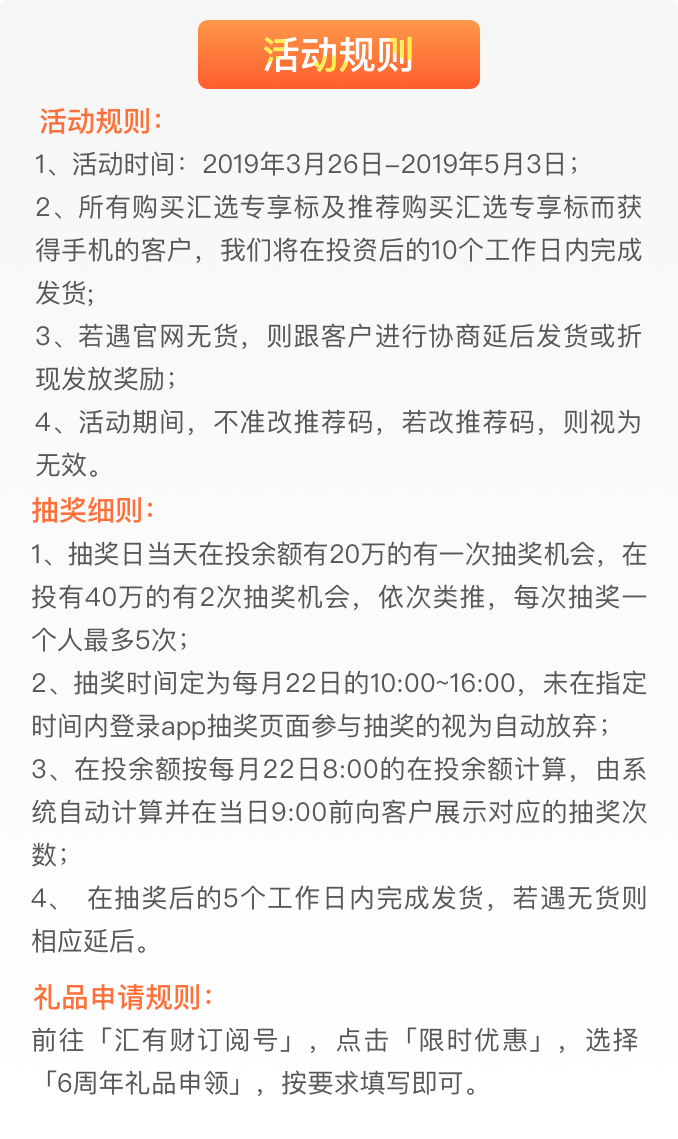 活动规则
活动规则：
1、活动时间：2019年3月26日–2019年5月3日；
2、所有购买汇选专享标及推荐购买汇选专享标而获
得手机的客户，我们将在投资后的10个工作日内完成
发货;
3、若遇官网无货，则跟客户进行协商延后发货或折
现发放奖励；
4、活动期间，不准改推荐码，若改推荐码，则视为
无效。
抽奖细则：
1、抽奖日当天在投余额有20万的有一次抽奖机会，在
投有40万的有2次抽奖机会，依次类推，每次抽奖一
个人最多5次；
2、抽奖时间定为每月22日的10:00~16:00，未在指定
时间内登录app抽奖页面参与抽奖的视为自动放弃；
3、在投余额按每月22日8:00的在投余额计算，由系
统自动计算并在当日9:00前向客户展示对应的抽奖次
数；
4、 在抽奖后的5个工作日内完成发货，若遇无货则
相应延后。
礼品申请规则：
前往「汇有财订阅号」，点击「限时优惠」，选择
「6周年礼品申领」，按要求填写即可。